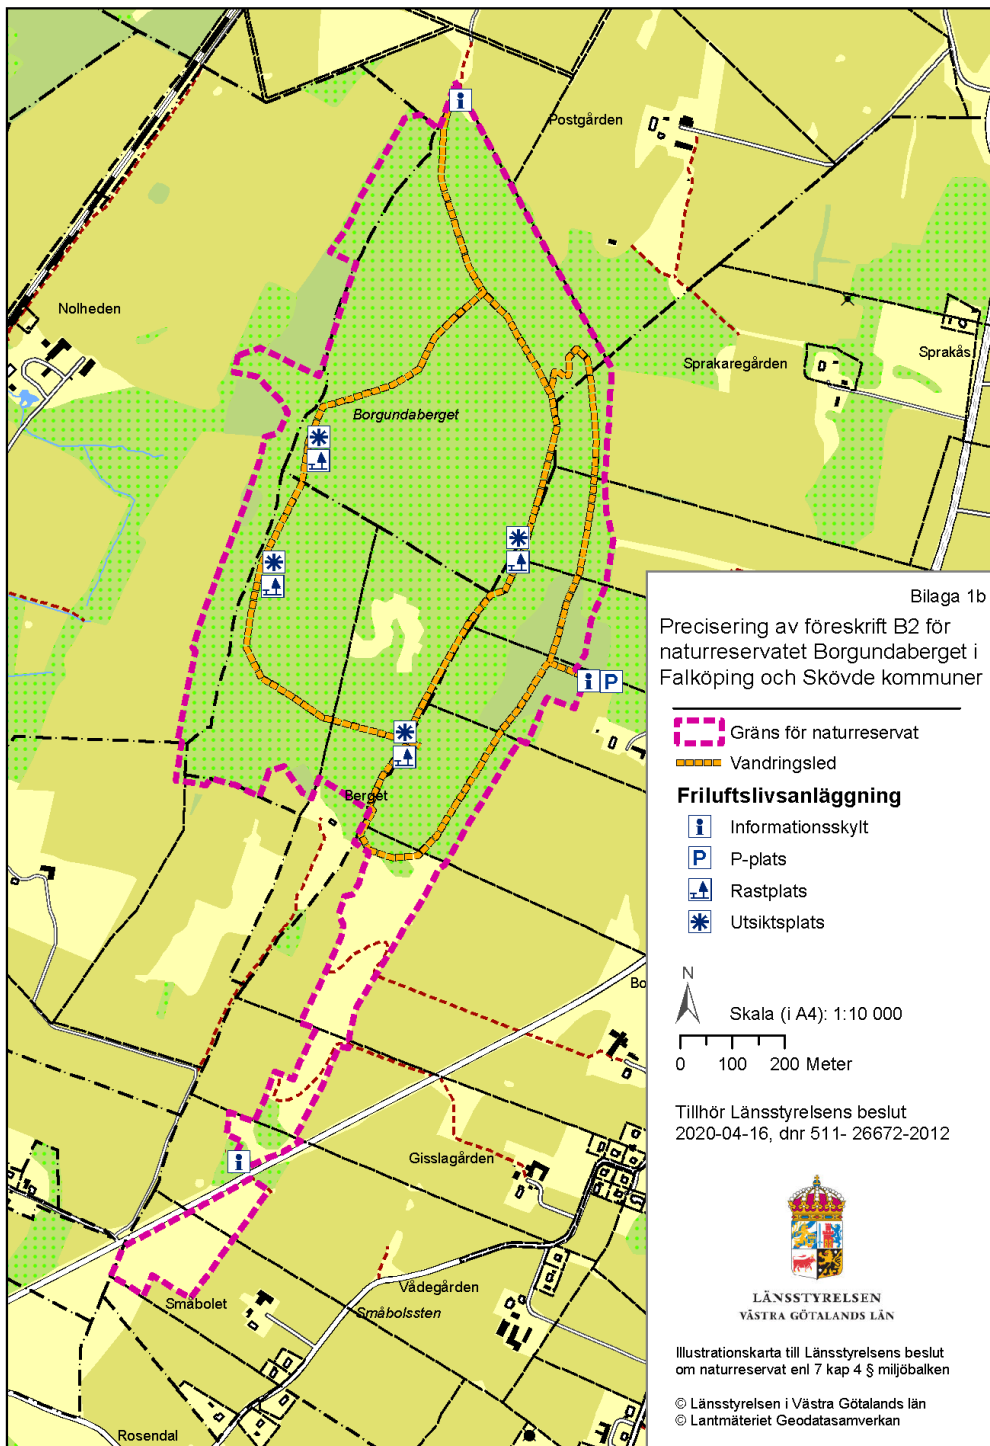 Postgården
Nolheden
Sprakås
Sprakaregården
Borgundaberget
Berget
Bo
Gisslagården
Vådegården
Småbolet
Småbolssten
Rosendal
i
i
P
i
Bilaga 1b
Precisering av föreskrift B2 för
naturreservatet Borgundaberget i
Falköping och Skövde kommuner
Gräns för naturreservat
Vandringsled
Friluftslivsanläggning
i Informationsskylt
P P-plats
Rastplats
Utsiktsplats
N
Skala (i A4): 1:10 000
0 100 200 Meter
Tillhör Länsstyrelsens beslut
2020-04-16, dnr 511- 26672-2012
LÄNSSTYRELSEN
VÄSTRA GÖTALANDS LÄN
Illustrationskarta till Länsstyrelsens beslut
om naturreservat enl 7 kap 4 § miljöbalken
© Länsstyrelsen i Västra Götalands län
© Lantmäteriet Geodatasamverkan